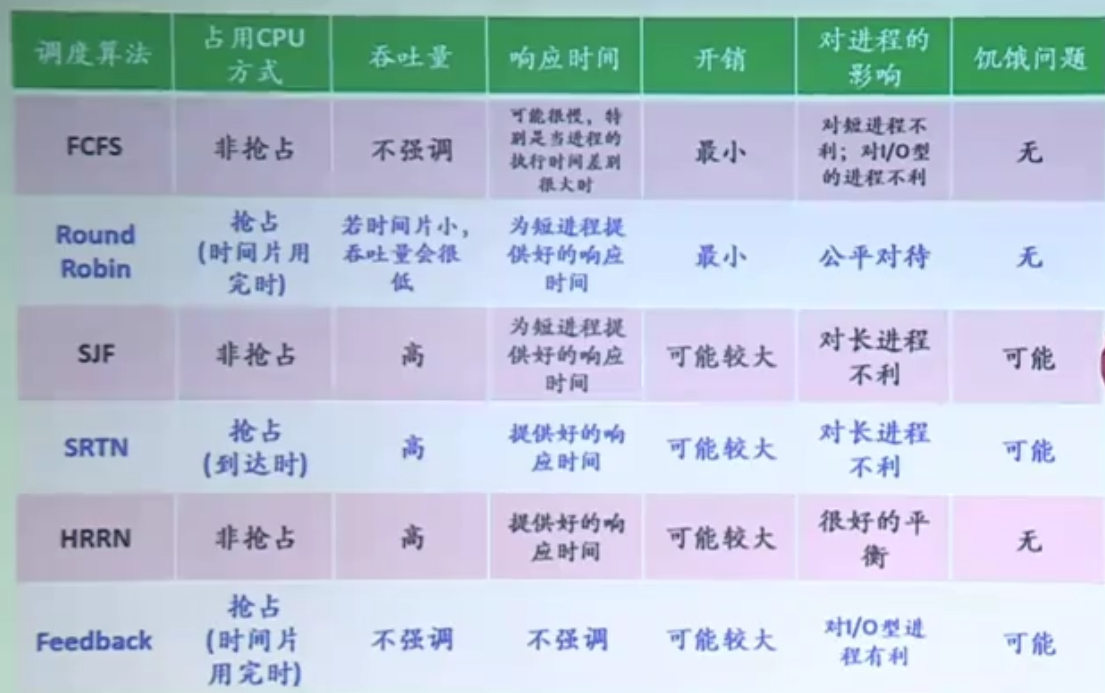 调度算法
占用CPU
方式
吞吐量
响应时间
开销
对进程的
影响
饥饿问题
FCFS
非抢占
不强调
可能很慢，特
别是当进程的
执行时间差别
很大时
最小
对短进程不
利；对I/O型
的进程不利
无
Round
Robin
抢占
(时间片用
完时)
若时间片小，
吞吐量会很
低
为短进程提
供好的响应
时间
最小
公平对待
无
SJF
非抢占
高
为短进程提
供好的响应
时间
可能较大
对长进程
不利
可能
SRTN
抢占
(到达时)
高
提供好的响
应时间
可能较大
对长进程
不利
可能
HRRN
非抢占
高
提供好的响
应时间
可能较大
很好的平
衡
无
Feedback
抢占
(时间片
用完时)
不强调
不强调
可能较大
对I/O型进
程有利
可能